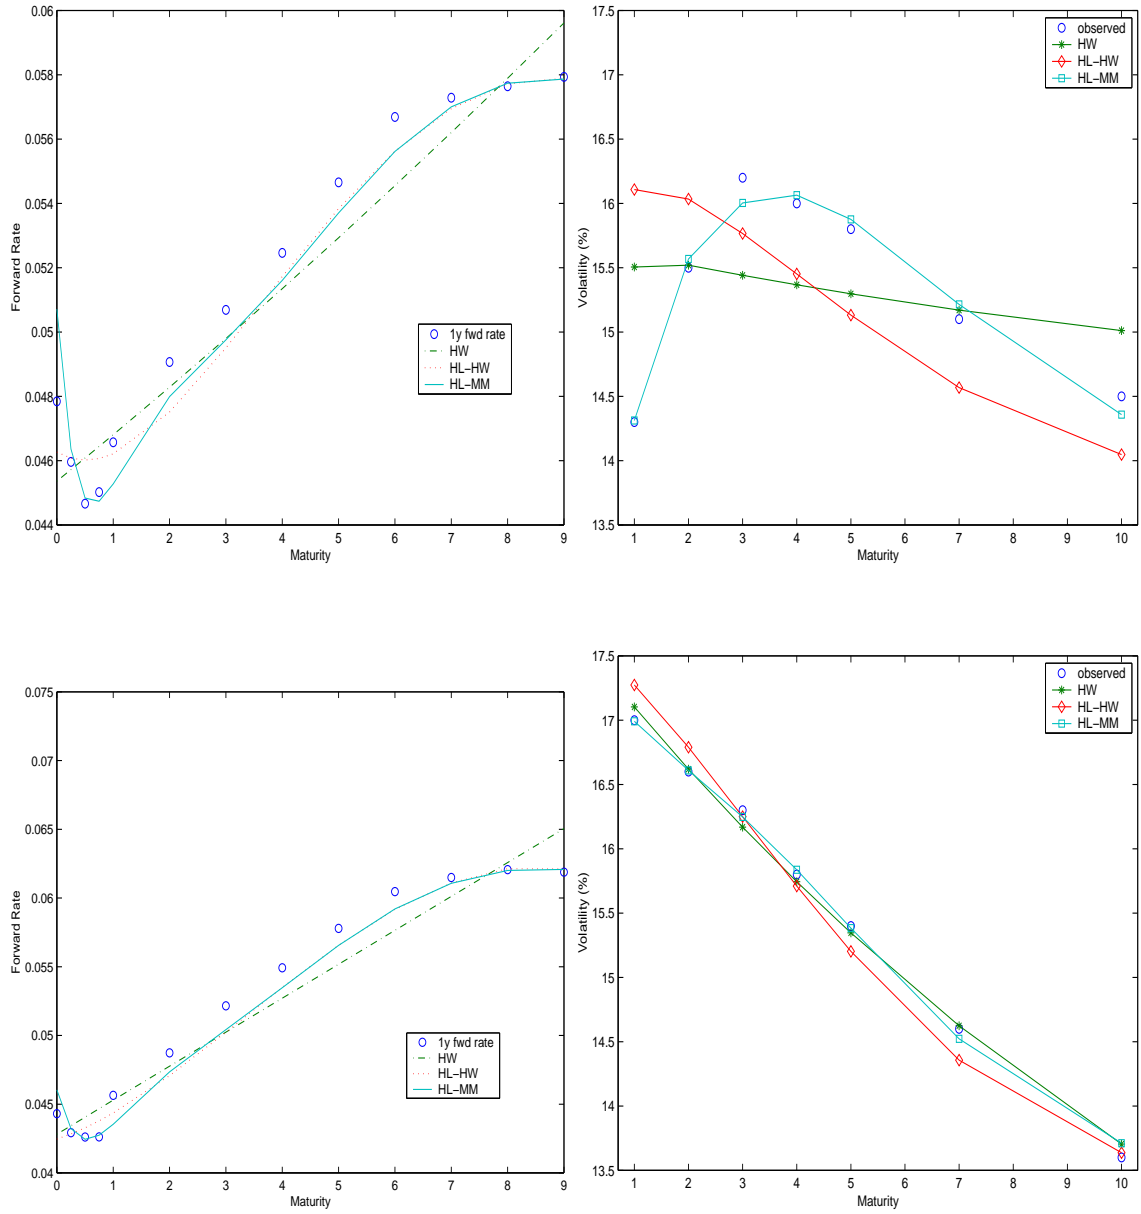 0.06
0.058
0.056
0.054
0.052
0.05
0.048
0.046
0.044
Forward Rate
0 1 2 3 4 5 6 7 8 9
Maturity
1y fwd rate
HW
HL−HW
HL−MM
17.5
17
16.5
16
15.5
15
14.5
14
13.5
Volatility (%)
1 2 3 4 5 6 7 8 9 10
Maturity
observed
HW
HL−HW
HL−MM
0.075
0.07
0.065
0.06
0.055
0.05
0.045
0.04
Forward Rate
0 1 2 3 4 5 6 7 8 9
Maturity
1y fwd rate
HW
HL−HW
HL−MM
17.5
17
16.5
16
15.5
15
14.5
14
13.5
Volatility (%)
1 2 3 4 5 6 7 8 9 10
Maturity
observed
HW
HL−HW
HL−MM